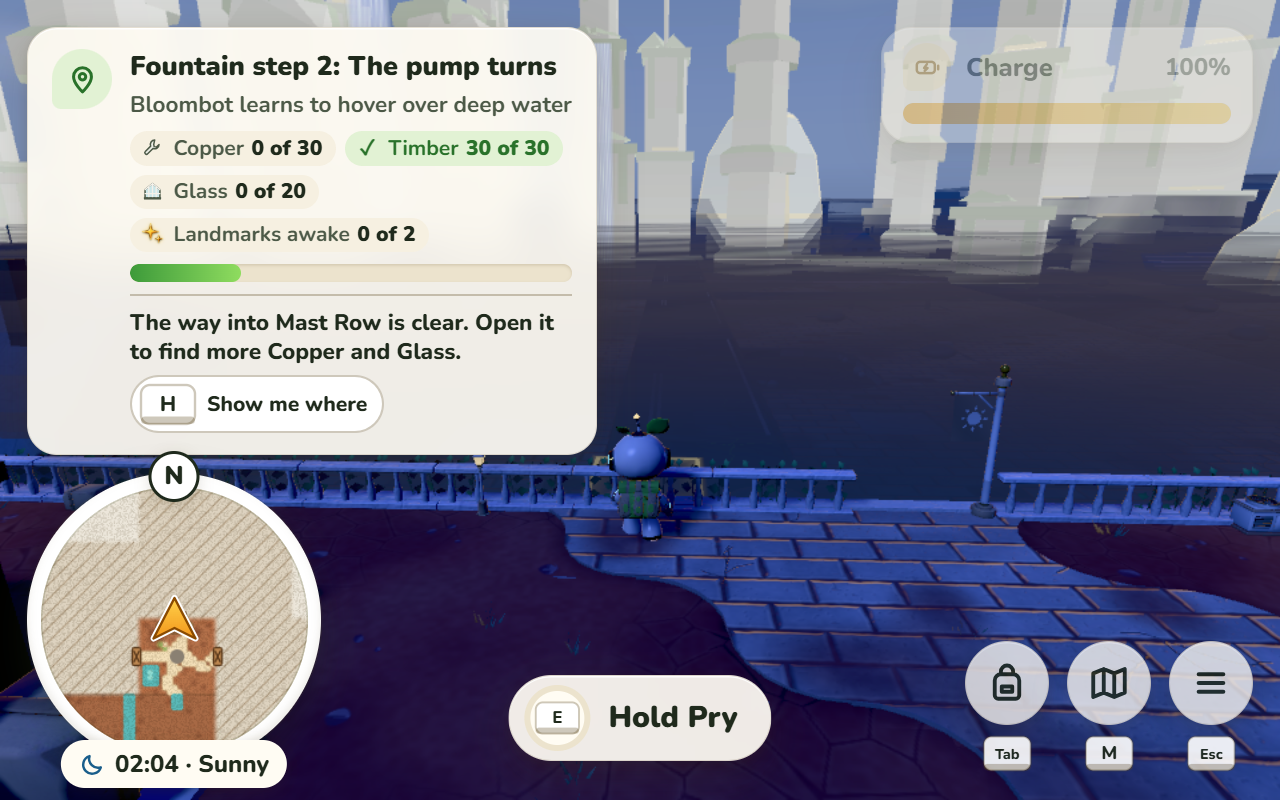 Fountain step 2: The pump turns
Bloombot learns to hover over deep water
Copper 0 of 30
Timber 30 of 30
Glass 0 of 20
Landmarks awake 0 of 2
The way into Mast Row is clear. Open it
to find more Copper and Glass.
H Show me where
Charge 100%
N
02:04 · Sunny
E Hold Pry
Tab
M
Esc